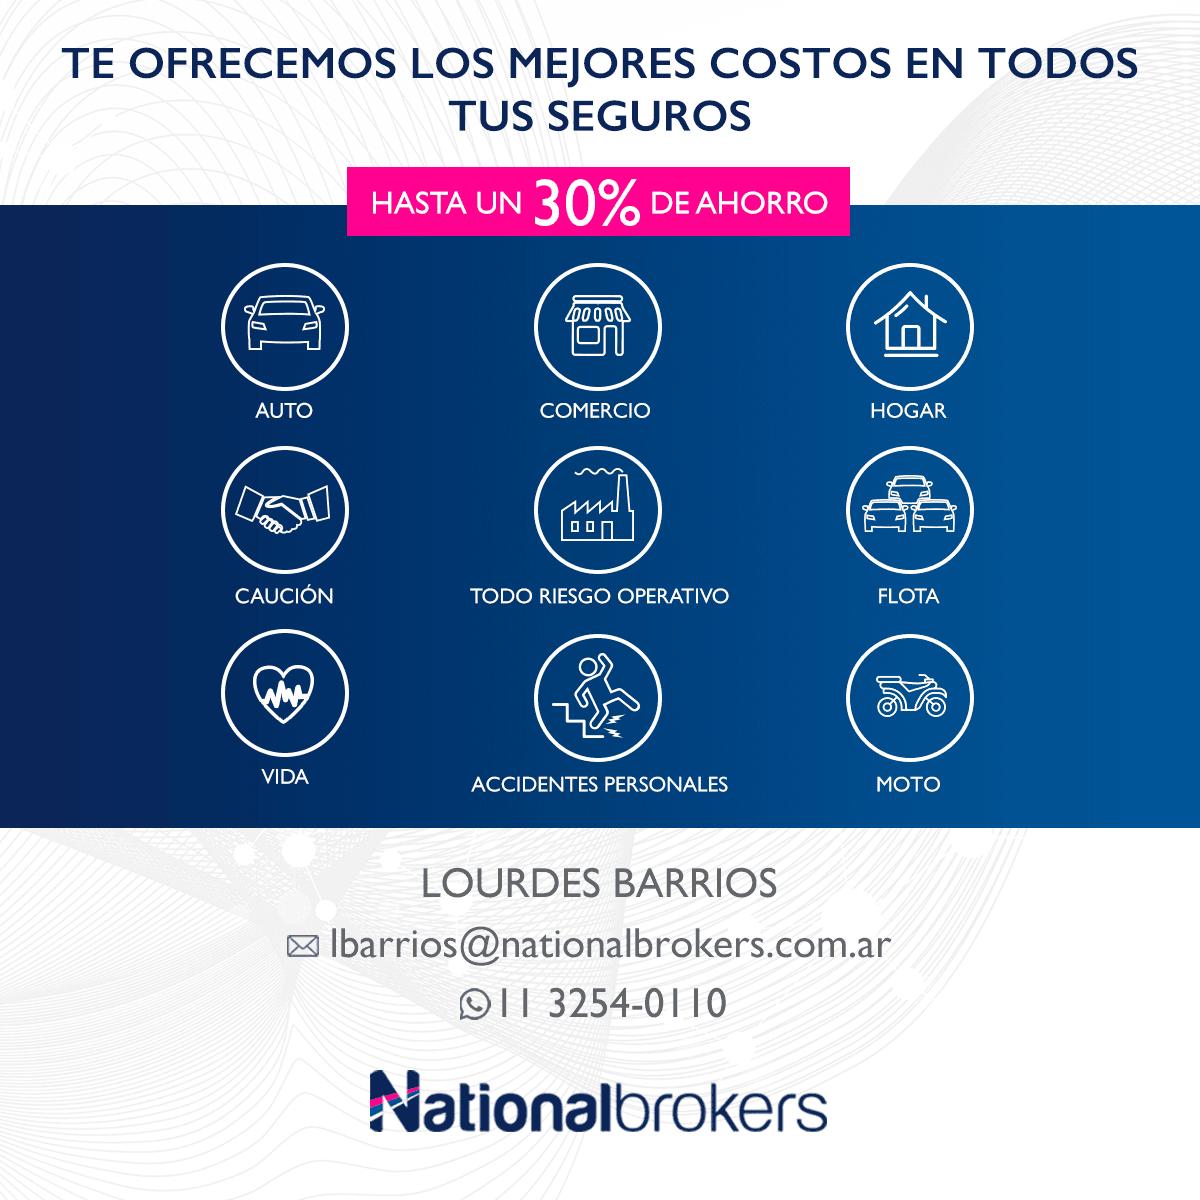 TE OFRECEMOS LOS MEJORES COSTOS EN TODOS
TUS SEGUROS
HASTA UN 30% DE AHORRO
AUTO
COMERCIO
HOGAR
CAUCIÓN
TODO RIESGO OPERATIVO
FLOTA
VIDA
ACCIDENTES PERSONALES
MOTO
LOURDES BARRIOS
lbarrios@nationalbrokers.com.ar
11 3254-0110
Nationalbrokers